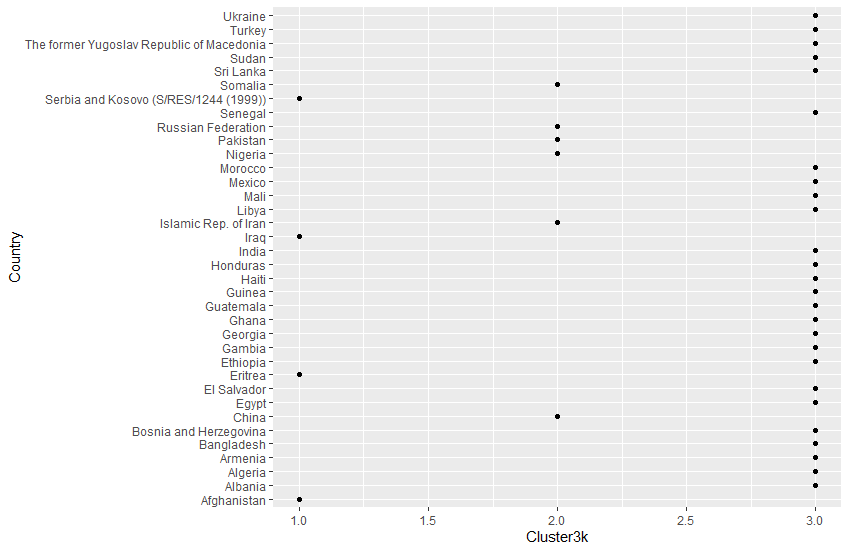 Ukraine
Turkey
The former Yugoslav Republic of Macedonia
Sudan
Sri Lanka
Somalia
Serbia and Kosovo (S/RES/1244 (1999))
Senegal
Russian Federation
Pakistan
Nigeria
Morocco
Mexico
Mali
Libya
Islamic Rep. of Iran
Iraq
India
Honduras
Haiti
Guinea
Guatemala
Ghana
Georgia
Gambia
Ethiopia
Eritrea
El Salvador
Egypt
China
Bosnia and Herzegovina
Bangladesh
Armenia
Algeria
Albania
Afghanistan
Country
1.0 1.5 2.0 2.5 3.0
Cluster3k